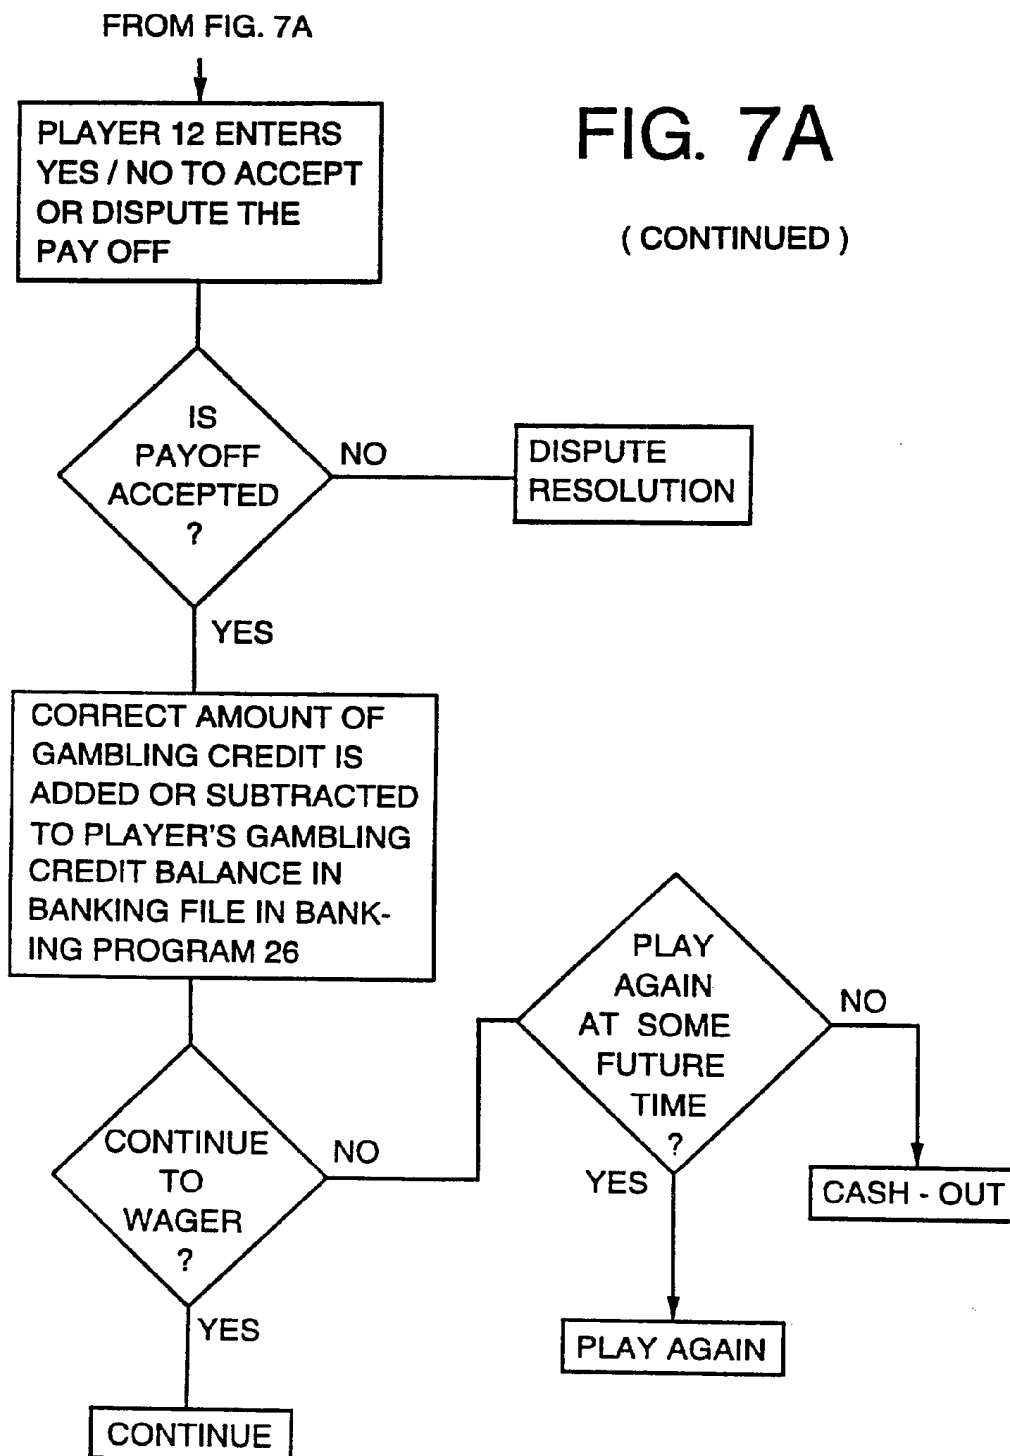 FROM FIG. 7A
FIG. 7A
( CONTINUED )
PLAYER 12 ENTERS
YES / NO TO ACCEPT
OR DISPUTE THE
PAY OFF
IS
PAYOFF
ACCEPTED
?
NO
DISPUTE
RESOLUTION
YES
CORRECT AMOUNT OF
GAMBLING CREDIT IS
ADDED OR SUBTRACTED
TO PLAYER'S GAMBLING
CREDIT BALANCE IN
BANKING FILE IN BANK-
ING PROGRAM 26
CONTINUE
TO
WAGER
?
NO
PLAY
AGAIN
AT SOME
FUTURE
TIME
?
NO
CASH - OUT
YES
PLAY AGAIN
YES
CONTINUE